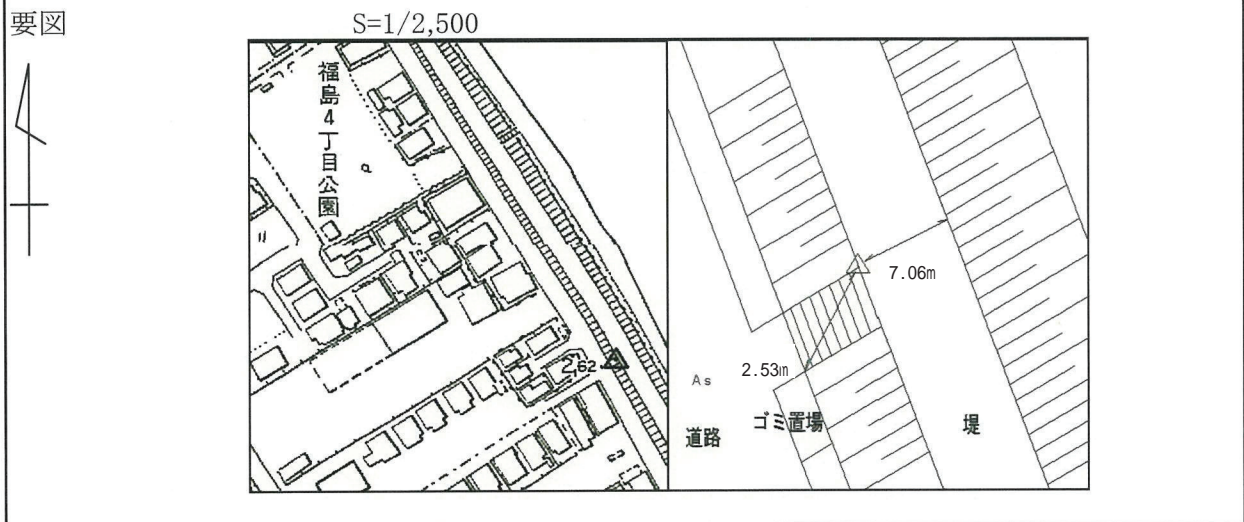 要図
S=1/2,500
福島4丁目公園
2.62
7.06m
2.53m
As
ゴミ置場
道路
堤